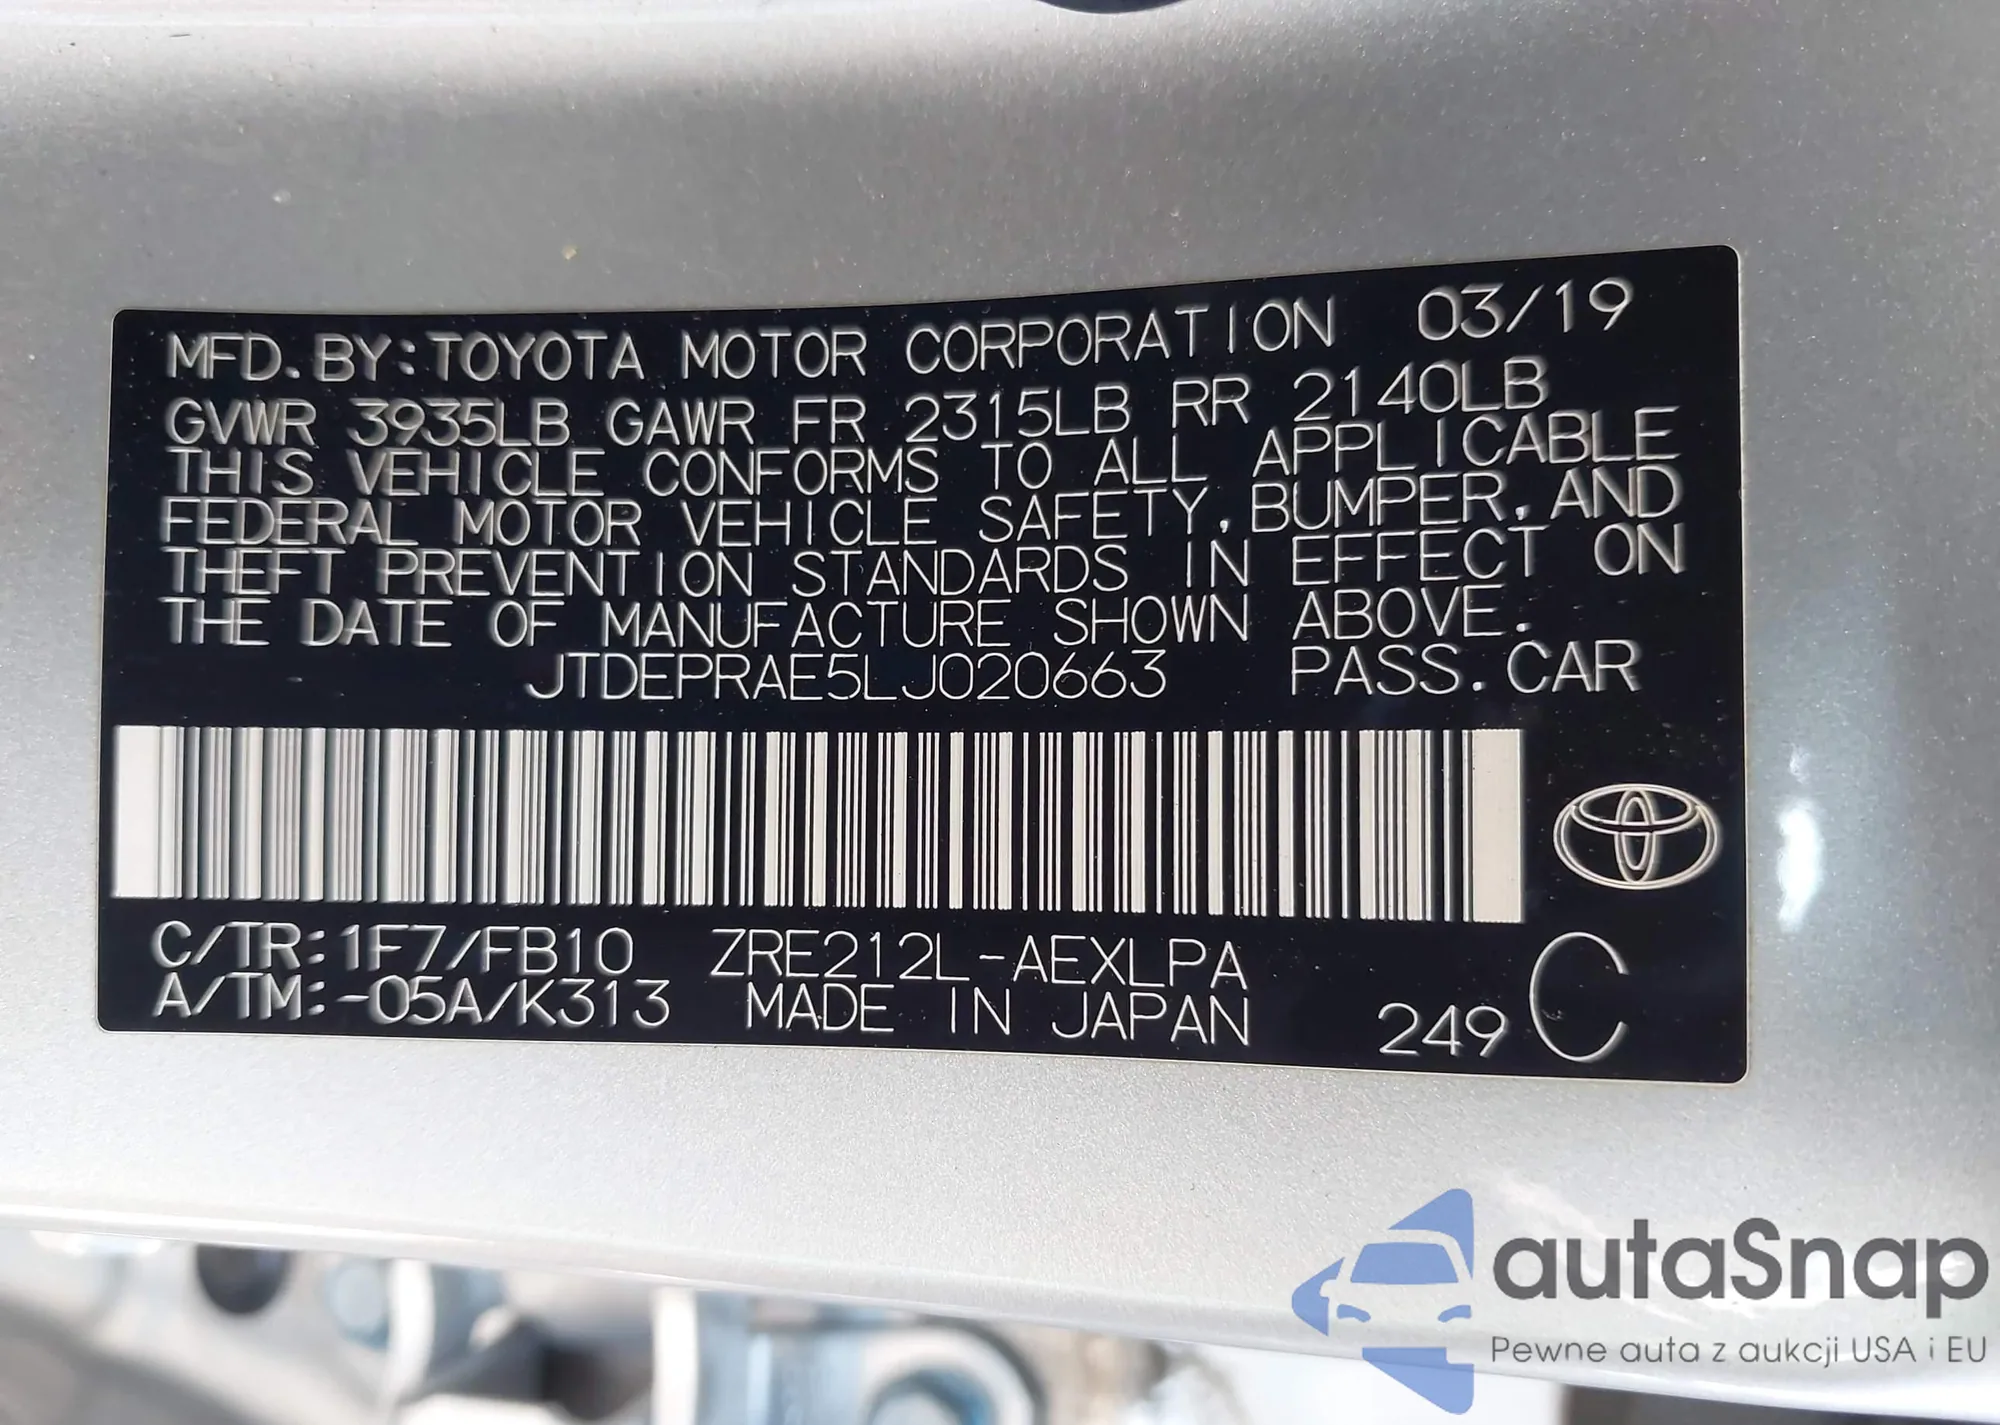 MFD. BY: TOYOTA MOTOR CORPORATION 03/19
GVWR 3935LB GAWR FR 2315LB RR 2140LB
THIS VEHICLE CONFORMS TO ALL APPLICABLE
FEDERAL MOTOR VEHICLE SAFETY, BUMPER, AND
THEFT PREVENTION STANDARDS IN EFFECT ON
THE DATE OF MANUFACTURE SHOWN ABOVE.
JTDEPRAE5LJ020663 PASS. CAR
C/TR: 1F7/FB10 ZRE212L-AEXLPA
A/TM: -05A/K313 MADE IN JAPAN 249 C
autaSnap
Pewne auta z aukcji USA i EU